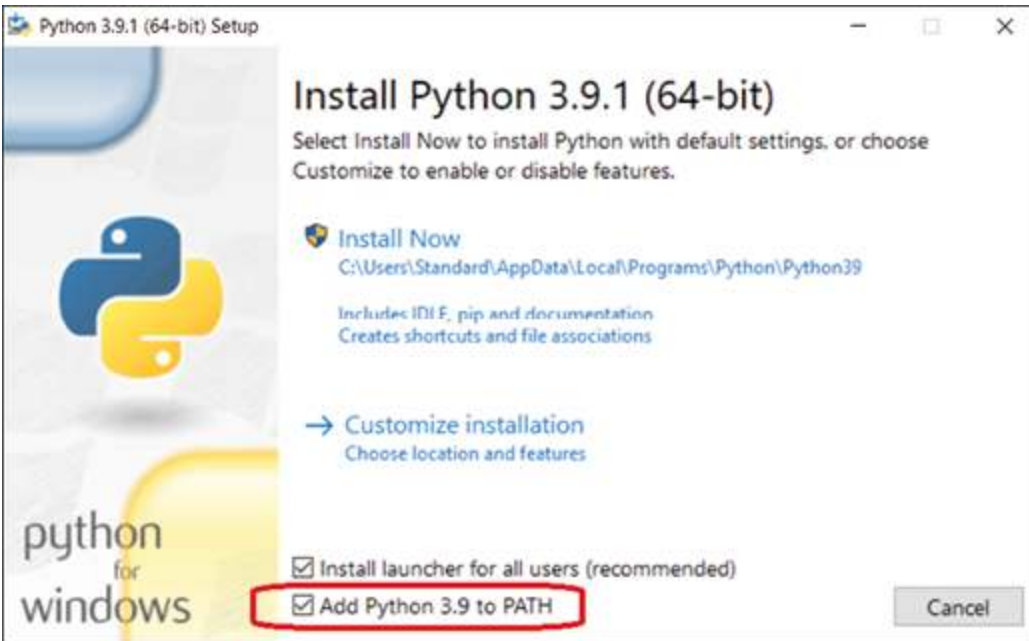 Python 3.9.1 (64-bit) Setup
Install Python 3.9.1 (64-bit)
Select Install Now to install Python with default settings, or choose
Customize to enable or disable features.
Install Now
C:\Users\Standard\AppData\Local\Programs\Python\Python39
Includes IDLE, pip and documentation
Creates shortcuts and file associations
Customize installation
Choose location and features
python
for
windows
Install launcher for all users (recommended)
Add Python 3.9 to PATH
Cancel